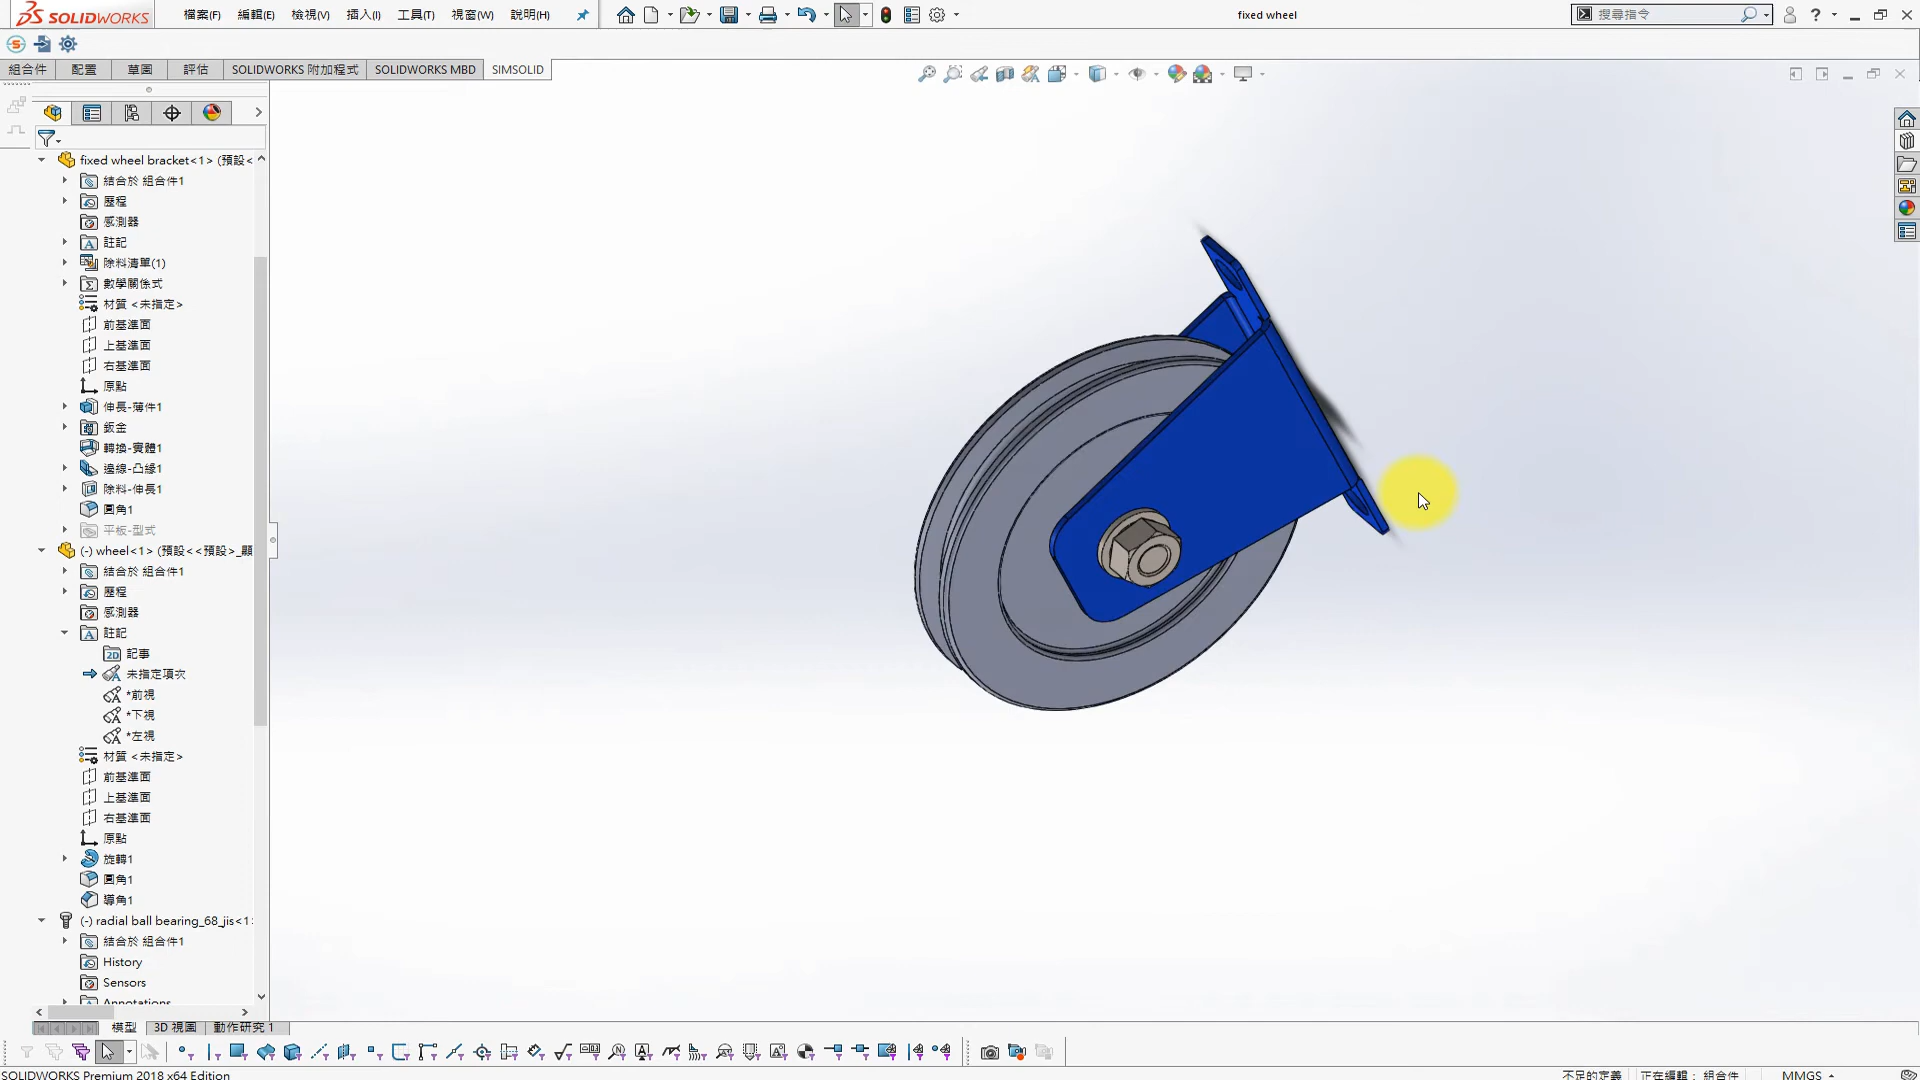 SOLIDWORKS
檔案(F) 編輯(E) 檢視(V) 插入(I) 工具(T) 視窗(W) 說明(H)
fixed wheel
搜尋指令
組合件 配置 草圖 評估 SOLIDWORKS 附加程式 SOLIDWORKS MBD SIMSOLID
fixed wheel bracket<1> (預設<
結合於 組合件1
歷程
感測器
註記
除料清單(1)
數學關係式
材質 <未指定>
前基準面
上基準面
右基準面
原點
伸長-薄件1
鈑金
轉換-實體1
邊線-凸緣1
除料-伸長1
圓角1
平板-型式
(-) wheel<1> (預設<<預設>_顯
結合於 組合件1
歷程
感測器
註記
記事
未指定項次
*前視
*下視
*左視
材質 <未指定>
前基準面
上基準面
右基準面
原點
旋轉1
圓角1
導角1
(-) radial ball bearing_68_jis<1>
結合於 組合件1
History
Sensors
Annotations
模型 3D 視圖 動作研究 1
SOLIDWORKS Premium 2018 x64 Edition
不足的定義 正在編輯： 組合件 MMGS